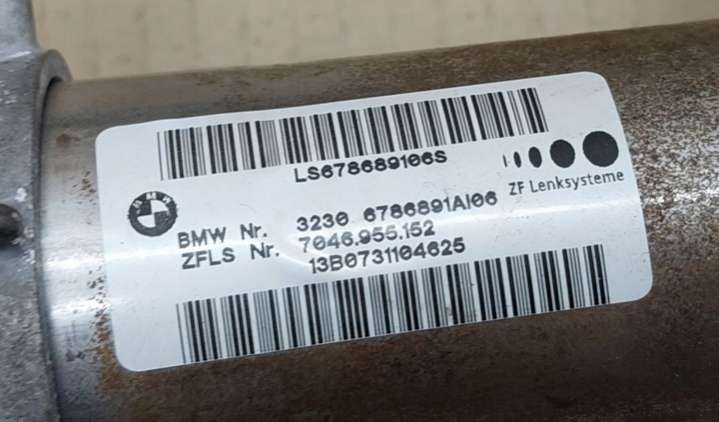 LS678689106S
ZF Lenksysteme
BMW Nr. 3230 6786891AI06
ZFLS Nr. 7046.955.152
13B0731104625